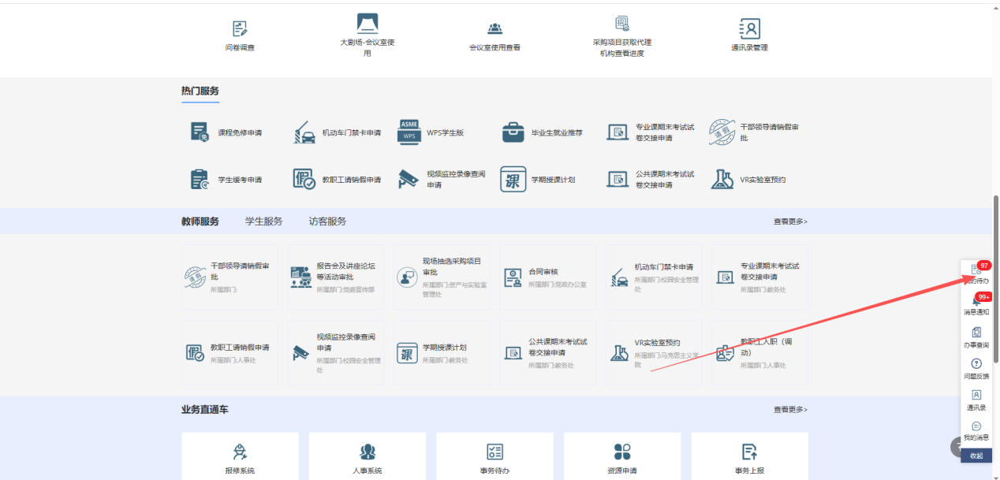 问卷调查
大剧场-会议室使
用
会议室使用查看
采购项目获取代理
机构查看进度
通讯录管理
热门服务
课程免修申请
机动车门禁卡申请
ASME
WPS
WPS学生版
毕业生就业推荐
专业课期末考试试
卷交接申请
干部领导请销假审
批
学生缓考申请
教职工请销假申请
视频监控录像查阅
申请
课
学期授课计划
公共课期末考试试
卷交接申请
VR实验室预约
教师服务 学生服务 访客服务 查看更多>
干部领导请销假审
批
所属部门:
报告会及讲座论坛
等活动审批
所属部门:党委宣传部
现场抽选采购项目
审批
所属部门:资产与实验室
管理处
合同审核
所属部门:党政办公室
机动车门禁卡申请
所属部门:校园安全管理
处
专业课期末考试试
卷交接申请
所属部门:教务处
教职工请销假申请
所属部门:人事处
视频监控录像查阅
申请
所属部门:校园安全管理
处
课
学期授课计划
所属部门:教务处
公共课期末考试试
卷交接申请
所属部门:教务处
VR实验室预约
所属部门:马克思主义学
院
教职工入职（调
动）
所属部门:人事处
97
我的待办
99+
消息通知
办事查询
问题反馈
通讯录
我的消息
收起
业务直通车 查看更多>
报修系统
人事系统
事务待办
资源申请
事务上报